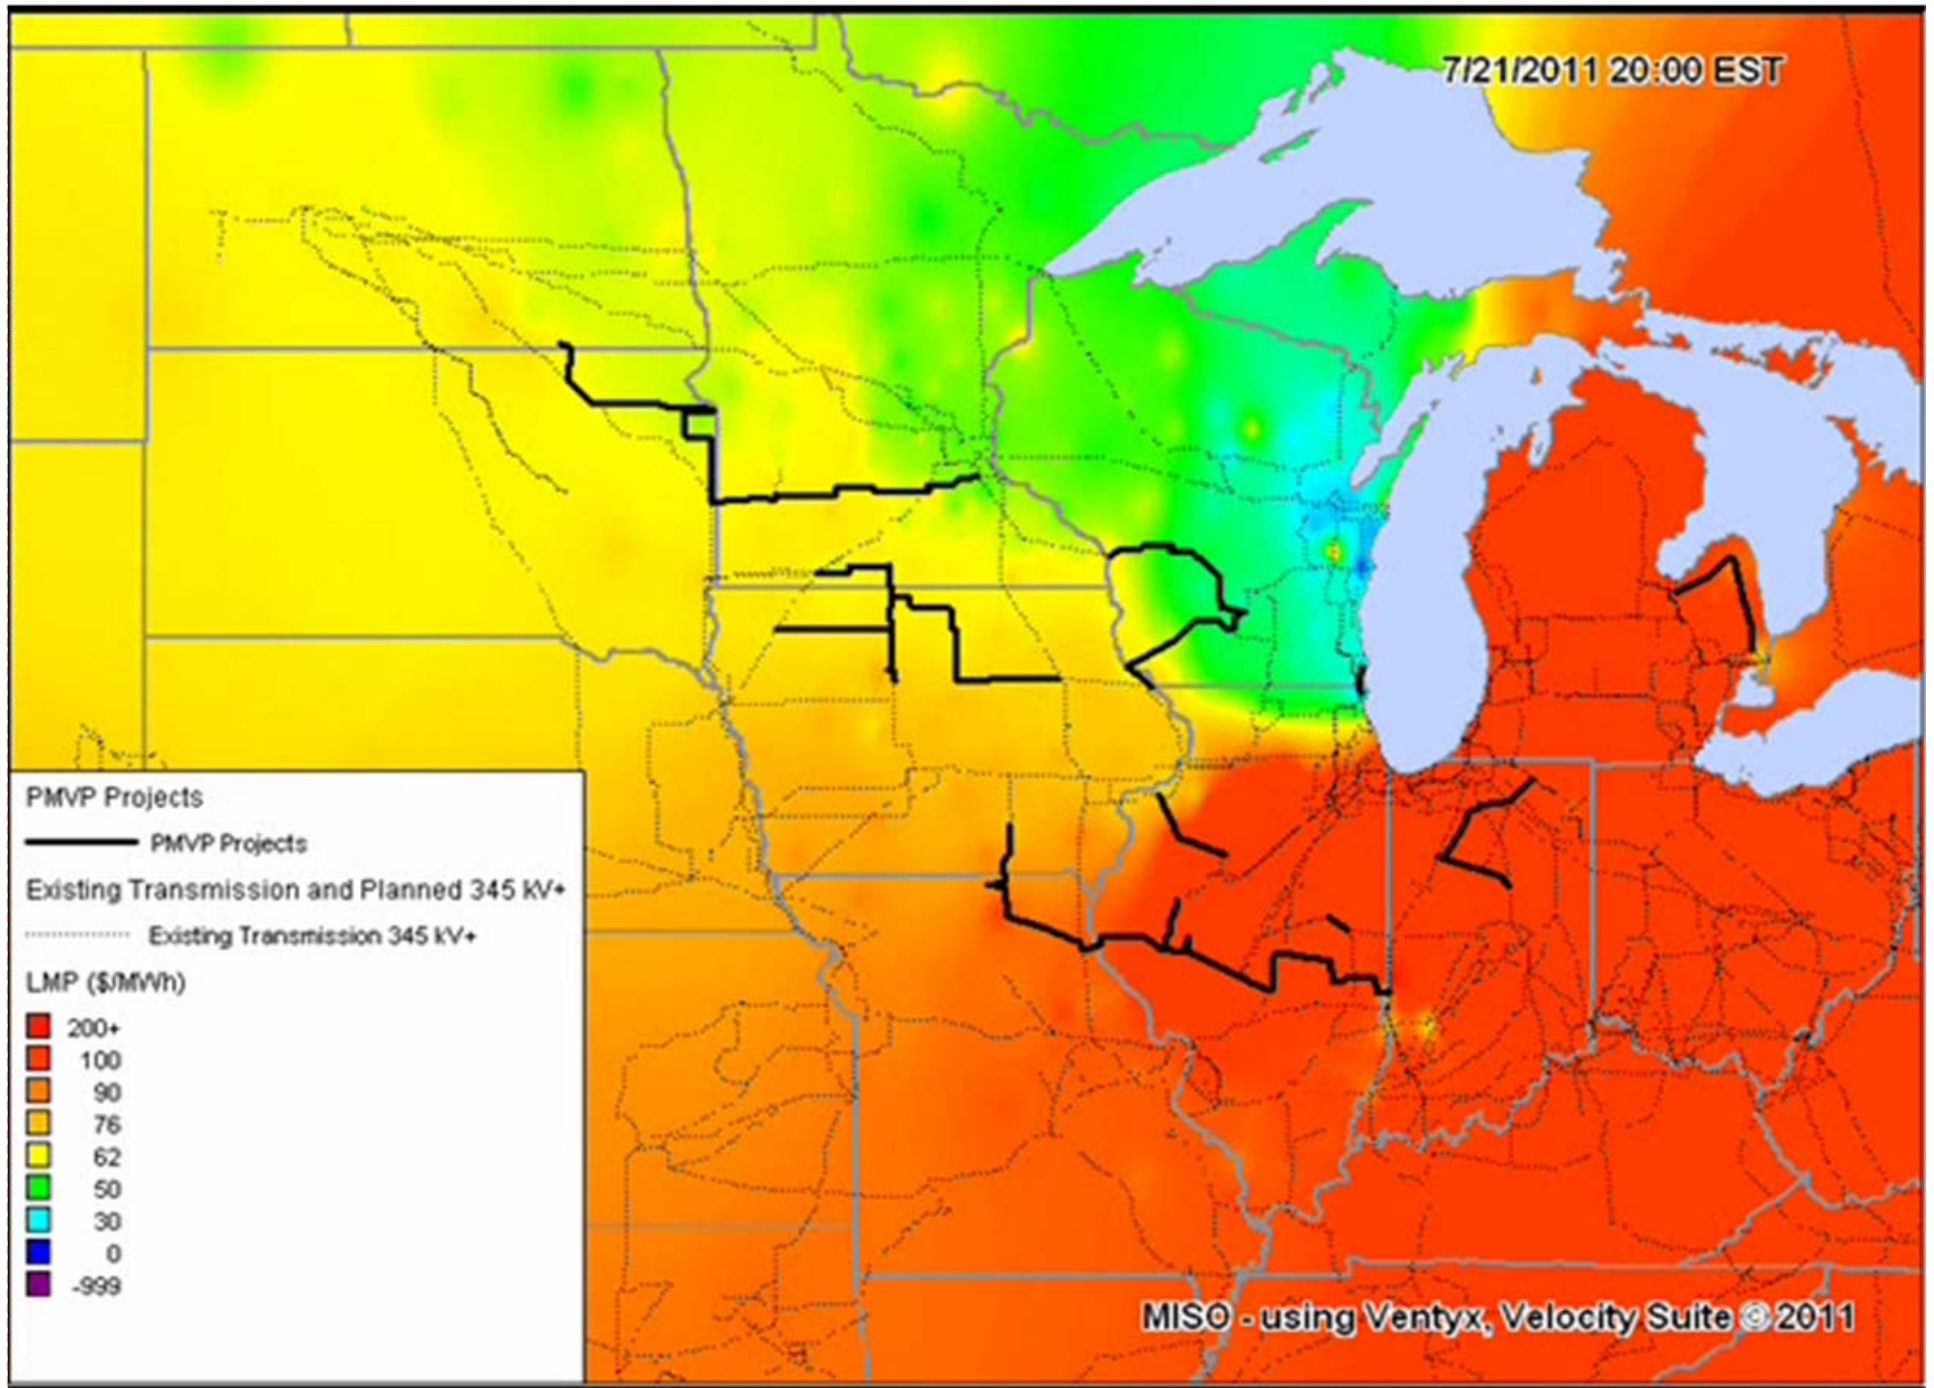 7/21/2011 20:00 EST
PMVP Projects
PMVP Projects
Existing Transmission and Planned 345 kV+
Existing Transmission 345 kV+
LMP ($/MWh)
200+
100
90
76
62
50
30
0
-999
MISO - using Ventyx, Velocity Suite © 2011